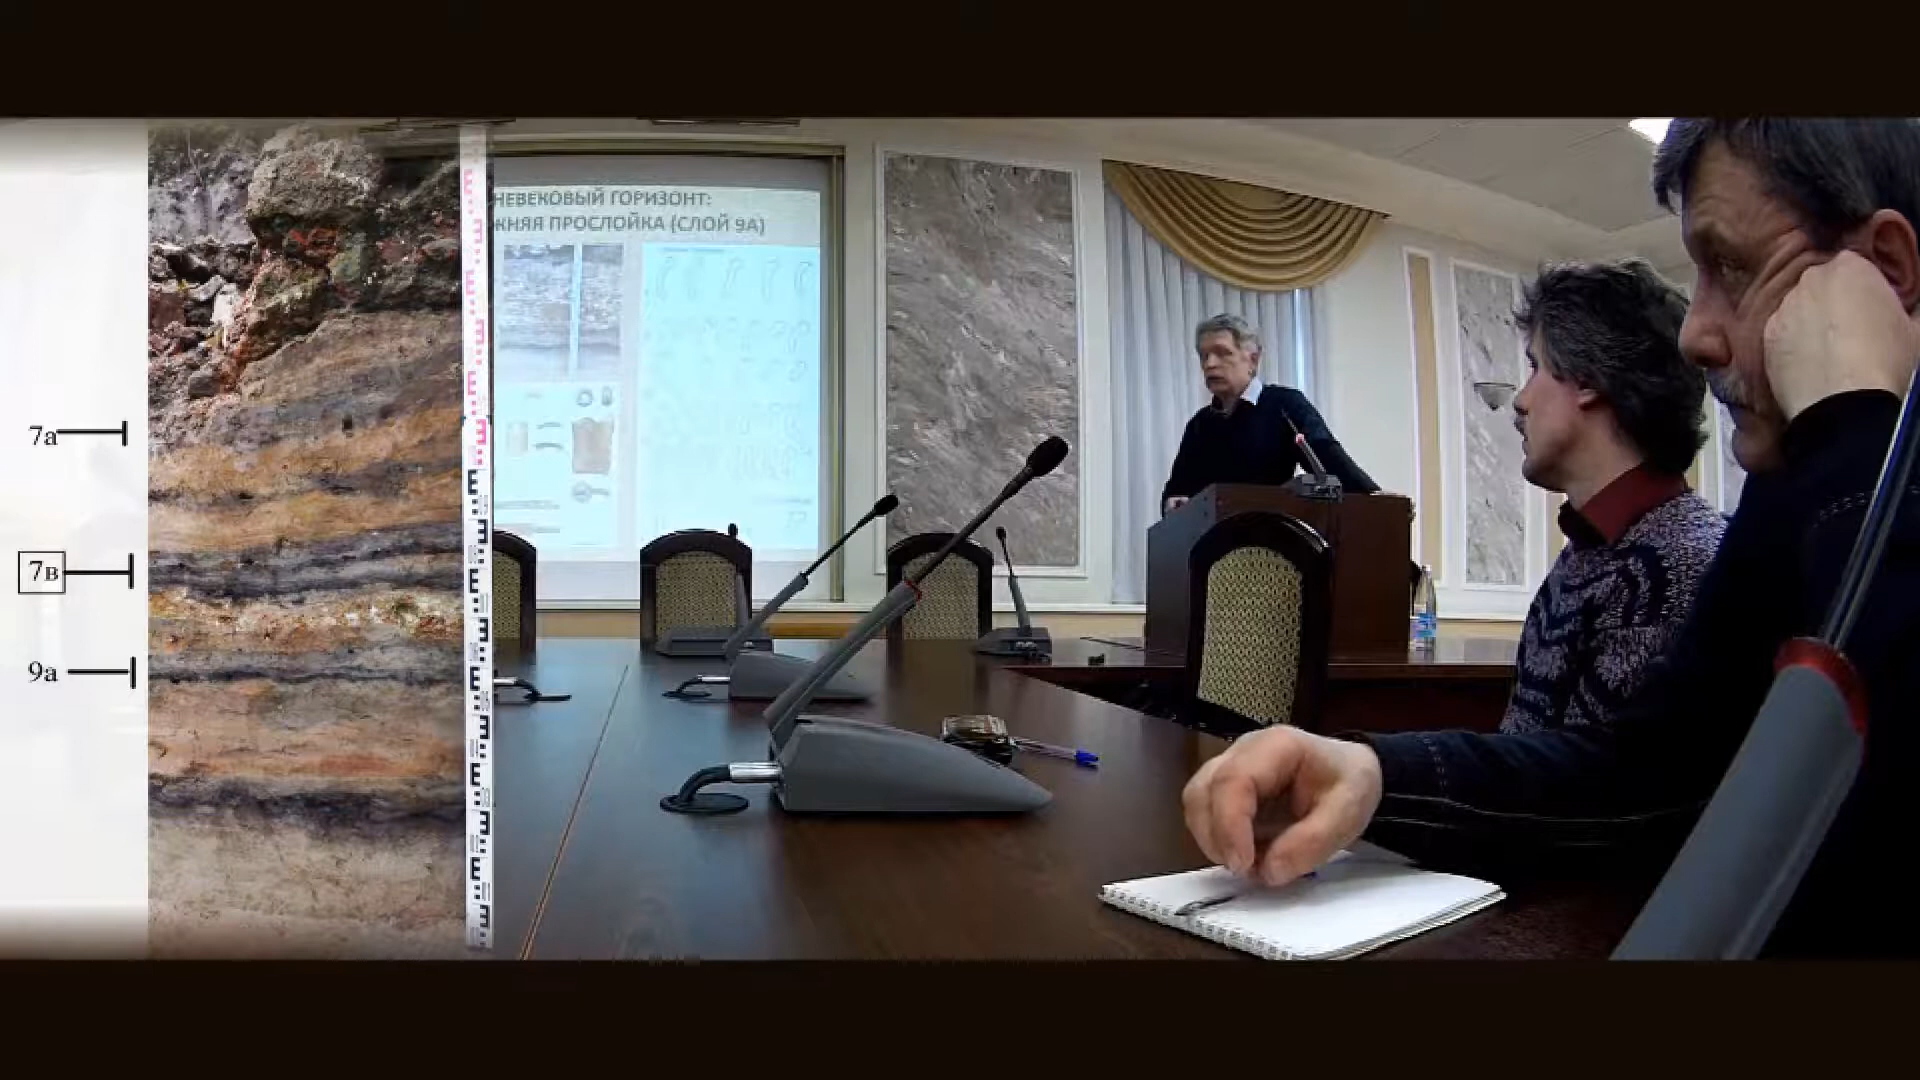 НЕВЕКОВЫЙ ГОРИЗОНТ:
ЖНЯЯ ПРОСЛОЙКА (СЛОЙ 9А)
7а
7в
9а